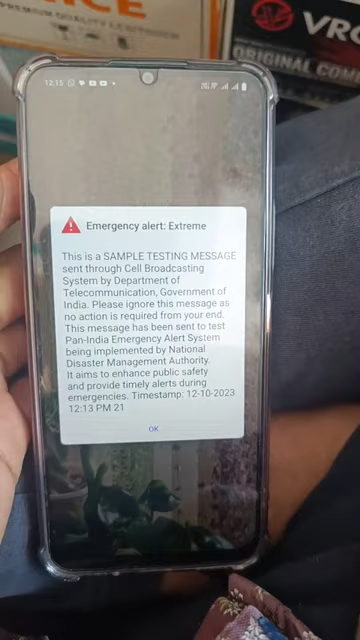 ICE
PREMIUM QUALITY
VRO
ORIGINAL COM
12:15
Emergency alert: Extreme
This is a SAMPLE TESTING MESSAGE
sent through Cell Broadcasting
System by Department of
Telecommunication, Government of
India. Please ignore this message as
no action is required from your end.
This message has been sent to test
Pan-India Emergency Alert System
being implemented by National
Disaster Management Authority.
It aims to enhance public safety
and provide timely alerts during
emergencies. Timestamp: 12-10-2023
12:13 PM 21
OK